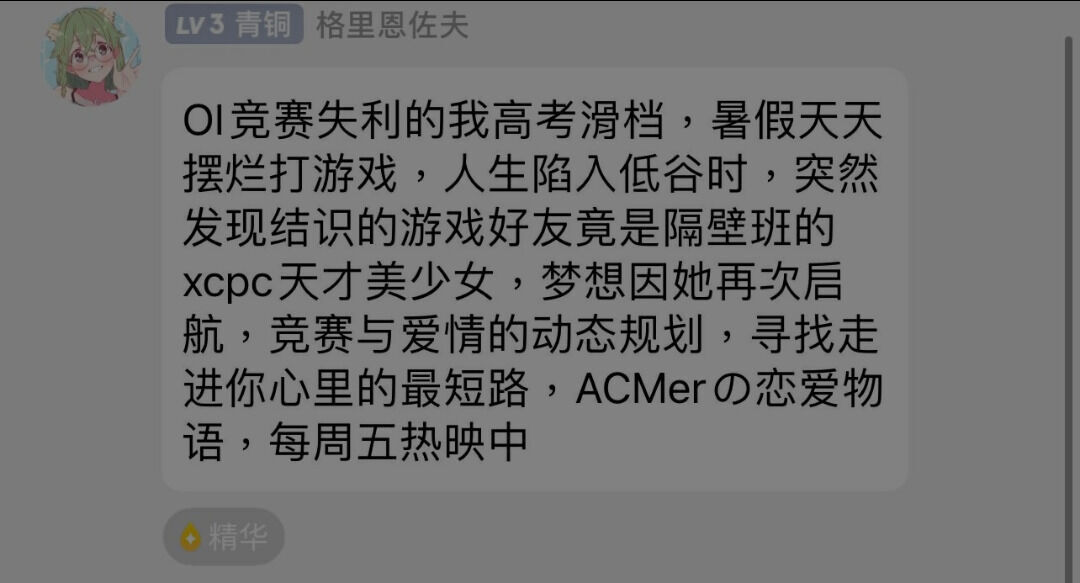 LV3 青铜 格里恩佐夫
OI竞赛失利的我高考滑档，暑假天天
摆烂打游戏，人生陷入低谷时，突然
发现结识的游戏好友竟是隔壁班的
xcpc天才美少女，梦想因她再次启
航，竞赛与爱情的动态规划，寻找走
进你心里的最短路，ACMerの恋爱物
语，每周五热映中
精华